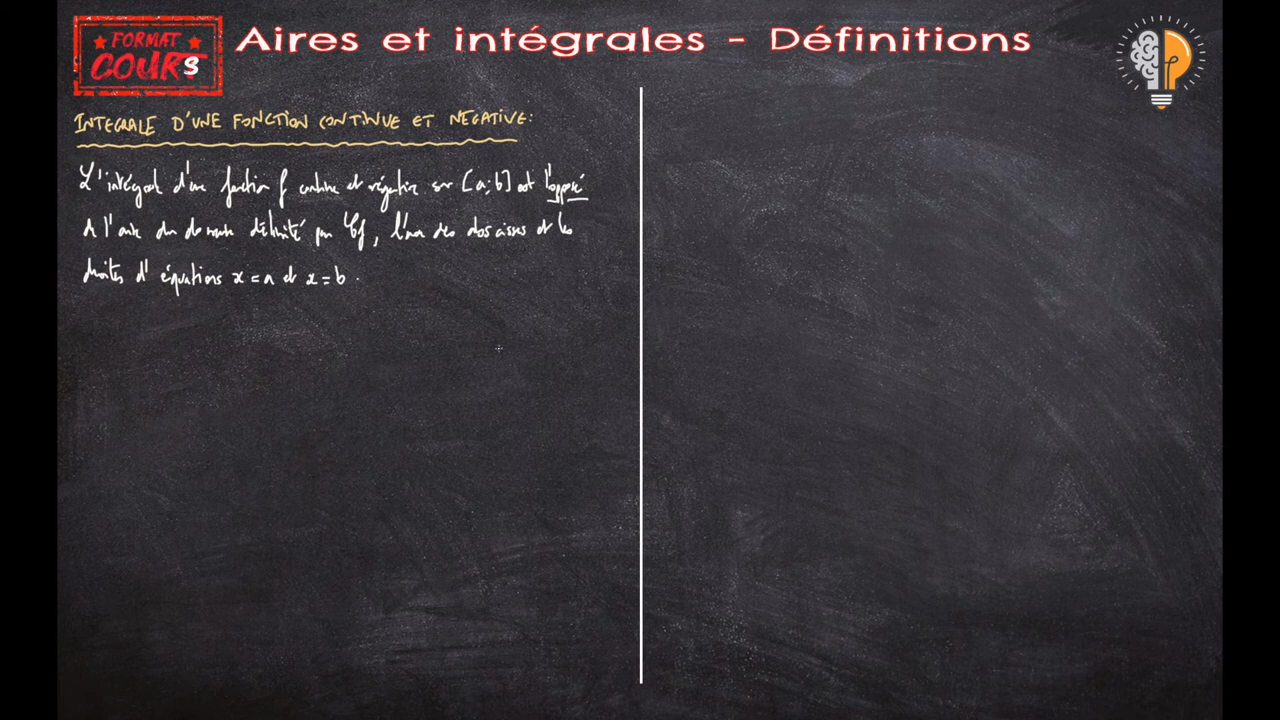 FORMAT
COURS
Aires et intégrales - Définitions
INTEGRALE D'UNE FONCTION CONTINUE ET NEGATIVE:
L'intégrale d'une fonction f continue et négative sur [a;b] est l'opposé
de l'aire du domaine délimité par Cf, l'axe des abscisses et les
droites d'équations x = a et x = b.